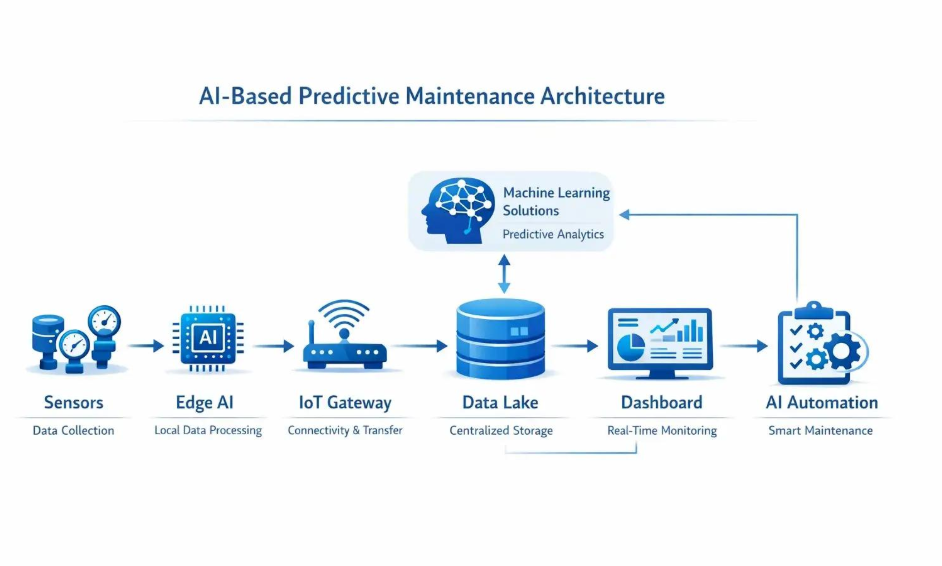 AI-Based Predictive Maintenance Architecture
Machine Learning
Solutions
Predictive Analytics
AI
Sensors
Data Collection
Edge AI
Local Data Processing
IoT Gateway
Connectivity & Transfer
Data Lake
Centralized Storage
Dashboard
Real-Time Monitoring
AI Automation
Smart Maintenance